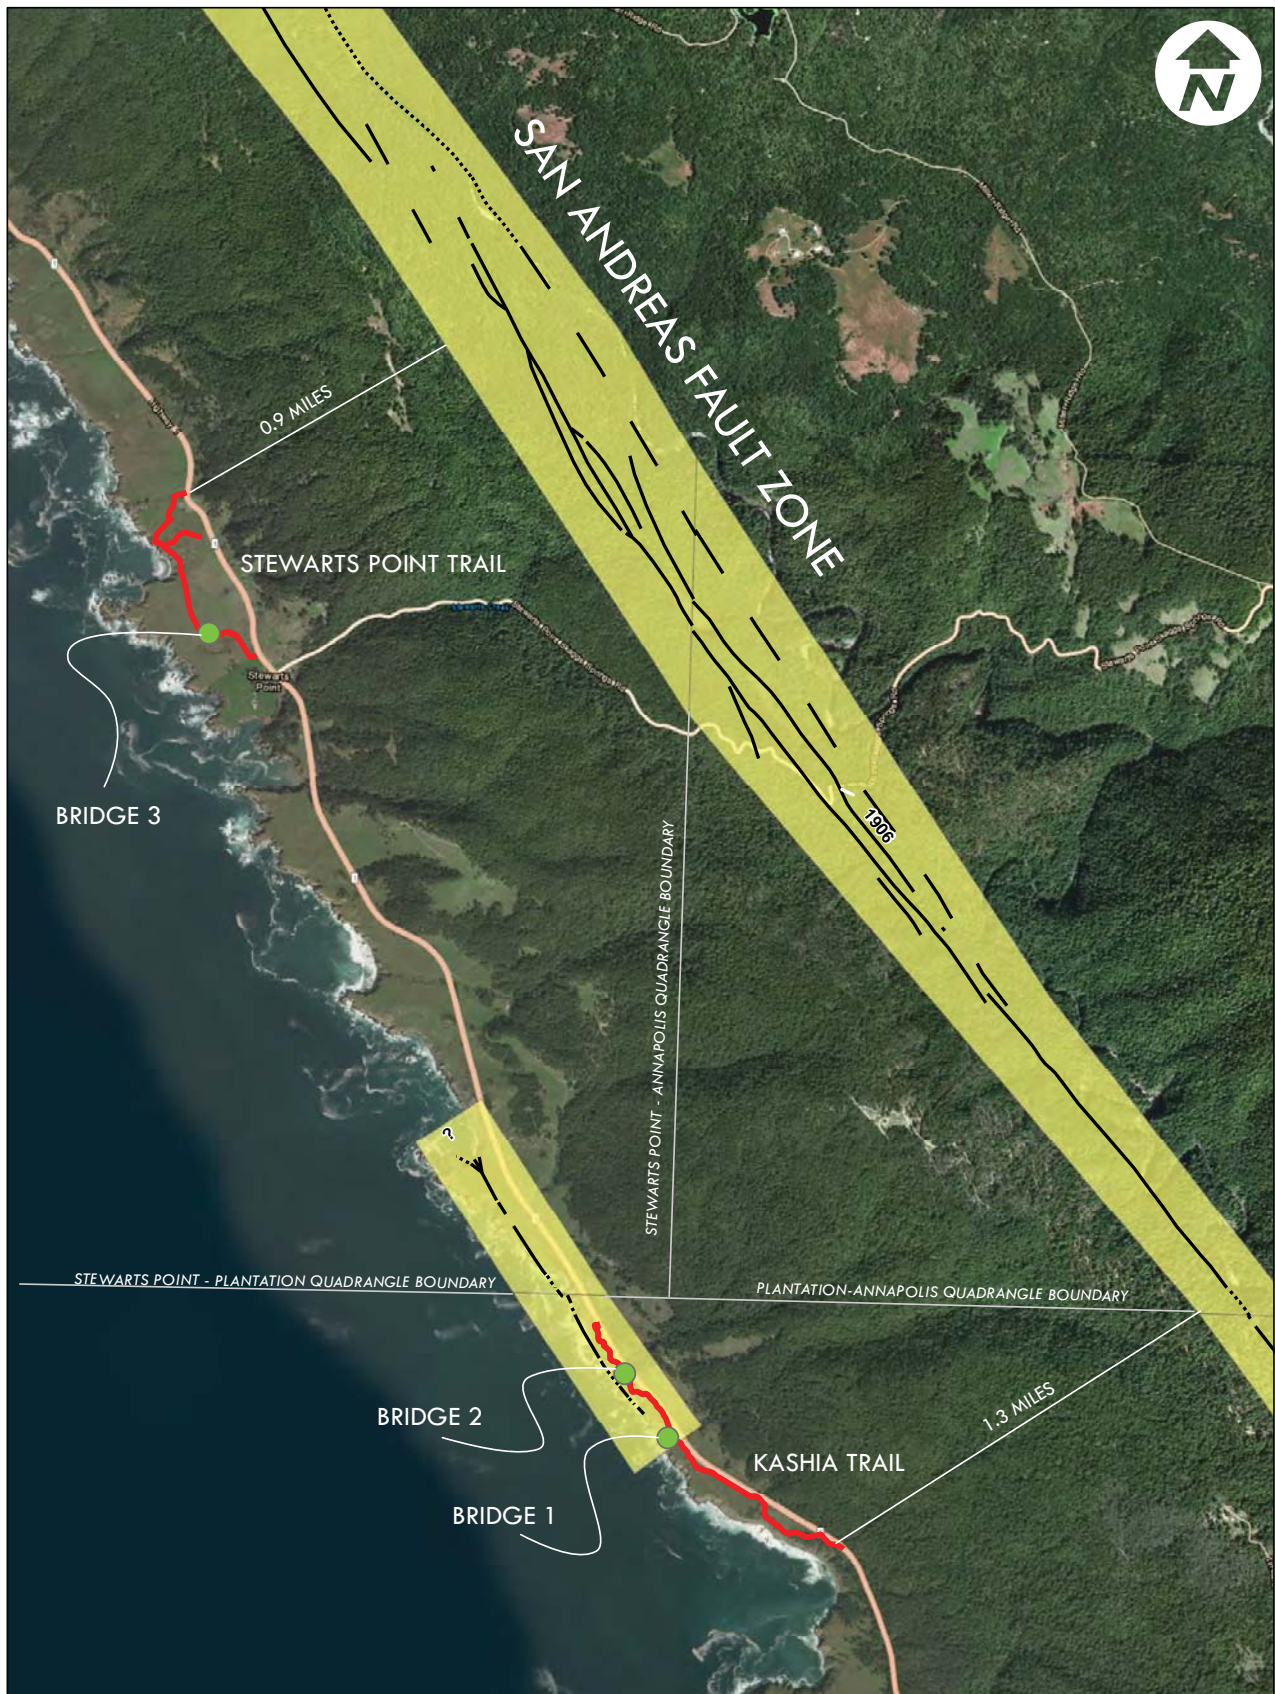 N
SAN ANDREAS FAULT ZONE
0.9 MILES
STEWARTS POINT TRAIL
Stewarts
Point
BRIDGE 3
1906
STEWARTS POINT - ANNAPOLIS QUADRANGLE BOUNDARY
?
STEWARTS POINT - PLANTATION QUADRANGLE BOUNDARY
PLANTATION-ANNAPOLIS QUADRANGLE BOUNDARY
BRIDGE 2
1.3 MILES
KASHIA TRAIL
BRIDGE 1